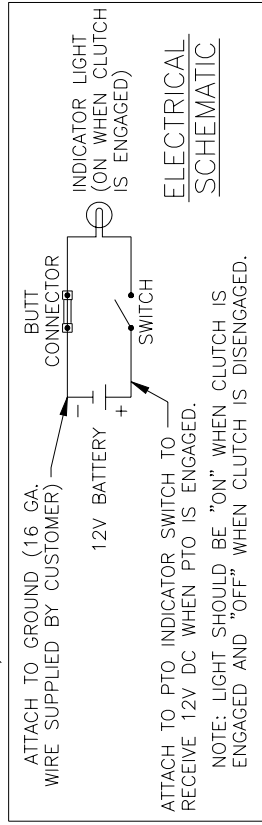 ATTACH TO GROUND (16 GA.
WIRE SUPPLIED BY CUSTOMER)
BUTT
CONNECTOR
INDICATOR LIGHT
(ON WHEN CLUTCH
IS ENGAGED)
12V BATTERY
-
+
SWITCH
ATTACH TO PTO INDICATOR SWITCH TO
RECEIVE 12V DC WHEN PTO IS ENGAGED.
NOTE: LIGHT SHOULD BE "ON" WHEN CLUTCH IS
ENGAGED AND "OFF" WHEN CLUTCH IS DISENGAGED.
ELECTRICAL
SCHEMATIC